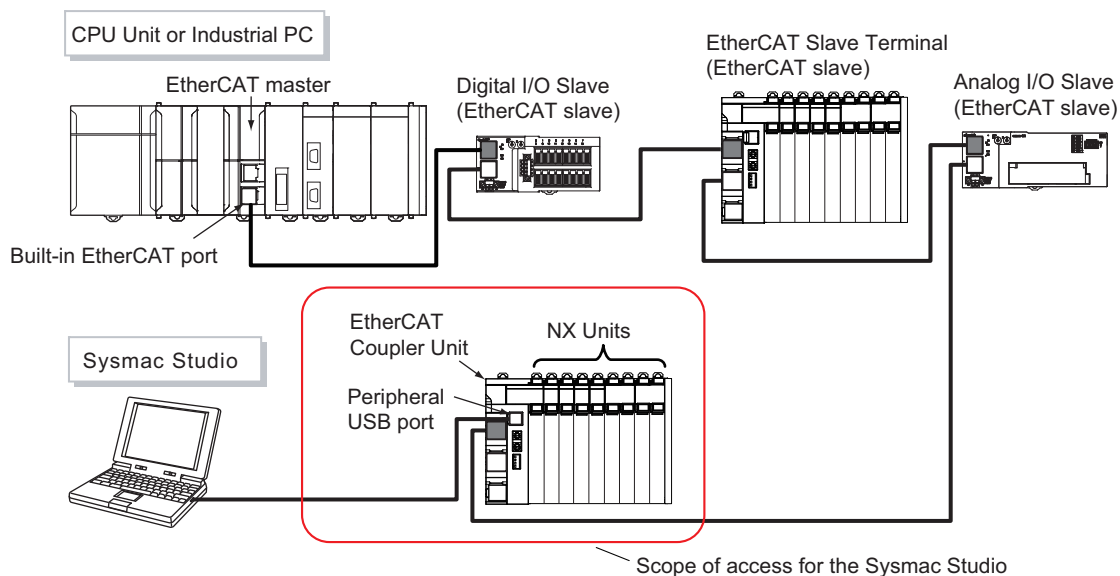 CPU Unit or Industrial PC
EtherCAT master
Digital I/O Slave
(EtherCAT slave)
EtherCAT Slave Terminal
(EtherCAT slave)
Analog I/O Slave
(EtherCAT slave)
Built-in EtherCAT port
Sysmac Studio
EtherCAT
Coupler Unit
NX Units
Peripheral
USB port
Scope of access for the Sysmac Studio